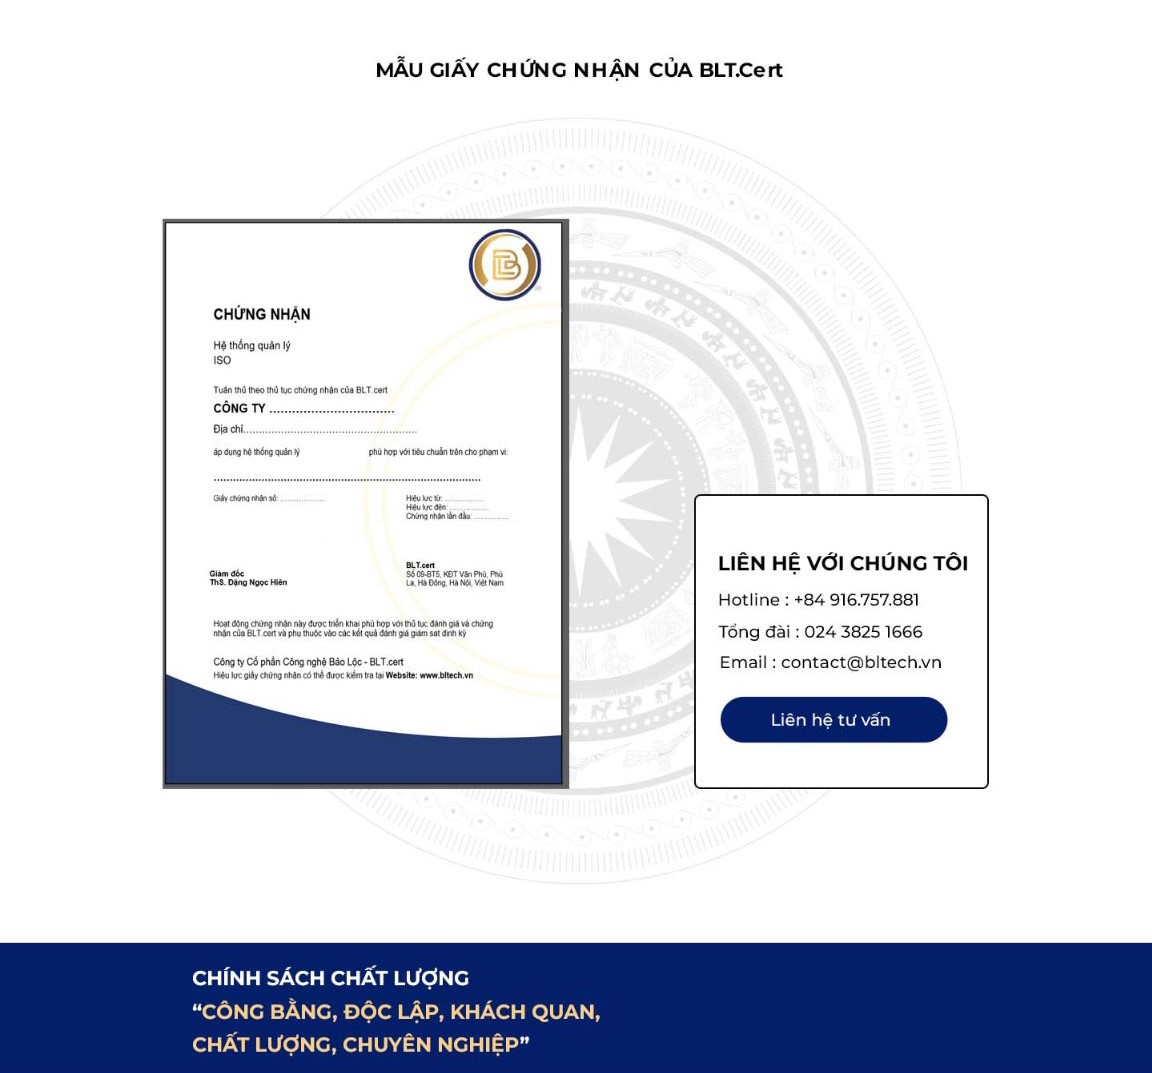 MẪU GIẤY CHỨNG NHẬN CỦA BLT.Cert
CHỨNG NHẬN
Hệ thống quản lý
ISO
Tuân thủ theo thủ tục chứng nhận của BLT.cert
CÔNG TY .................................
Địa chỉ......................................................
áp dụng hệ thống quản lý phù hợp với tiêu chuẩn trên cho phạm vi:
......................................................................
Giấy chứng nhận số: ....................
Hiệu lực từ: ..................
Hiệu lực đến: ..................
Chứng nhận lần đầu: ...............
Giám đốc
ThS. Dặng Ngọc Hiên
BLT.cert
Số 09-BT5, KĐT Văn Phú, Phú
La, Hà Đông, Hà Nội, Việt Nam
Hoạt động chứng nhận này được triển khai phù hợp với thủ tục đánh giá và chứng
nhận của BLT.cert và phụ thuộc vào các kết quả đánh giá giám sát định kỳ
Công ty Cổ phần Công nghệ Bảo Lộc - BLT.cert
Hiệu lực giấy chứng nhận có thể được kiểm tra tại Website: www.bltech.vn
LIÊN HỆ VỚI CHÚNG TÔI
Hotline : +84 916.757.881
Tổng đài : 024 3825 1666
Email : contact@bltech.vn
Liên hệ tư vấn
CHÍNH SÁCH CHẤT LƯỢNG
“CÔNG BẰNG, ĐỘC LẬP, KHÁCH QUAN,
CHẤT LƯỢNG, CHUYÊN NGHIỆP”